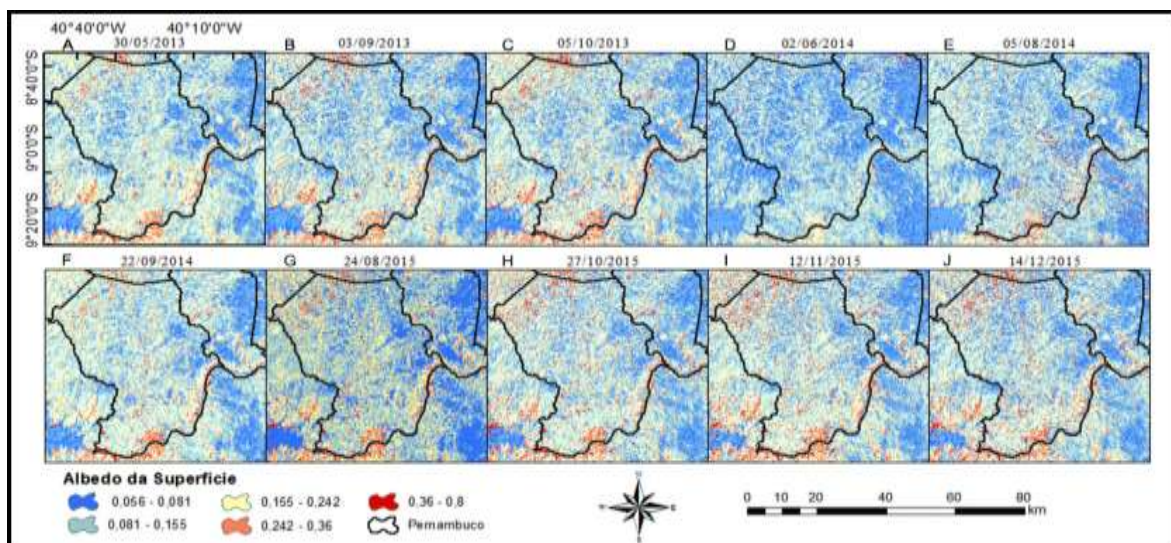 40°40'0"W 40°10'0"W
A 30/05/2013
B 03/09/2013
C 05/10/2013
D 02/06/2014
E 05/08/2014
8°40'0"S
9°0'0"S
9°20'0"S
F 22/09/2014
G 24/08/2015
H 27/10/2015
I 12/11/2015
J 14/12/2015
Albedo da Superfície
0,056 - 0,081
0,155 - 0,242
0,36 - 0,8
0,081 - 0,155
0,242 - 0,36
Pernambuco
N
E
S
0 10 20 40 60 80
km